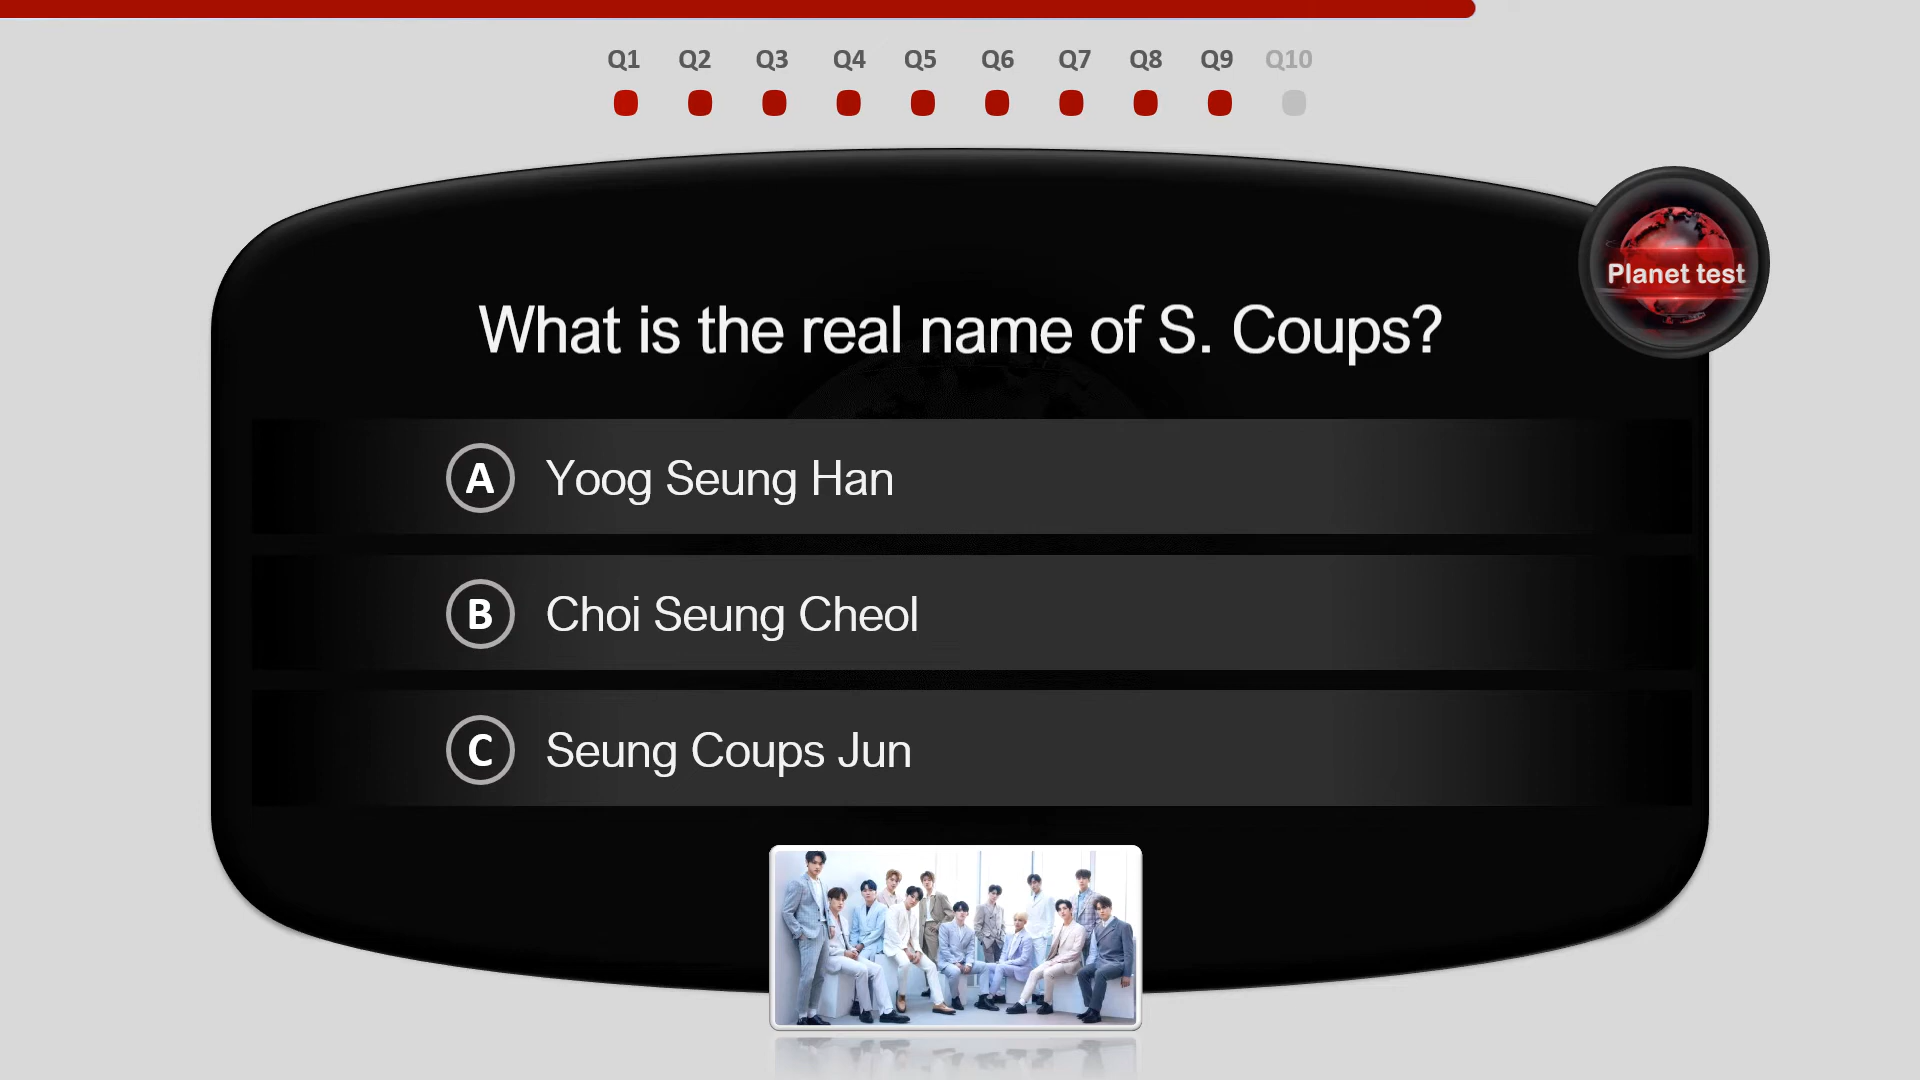 Q1 Q2 Q3 Q4 Q5 Q6 Q7 Q8 Q9 Q10
Planet test
What is the real name of S. Coups?
A Yoog Seung Han
B Choi Seung Cheol
C Seung Coups Jun